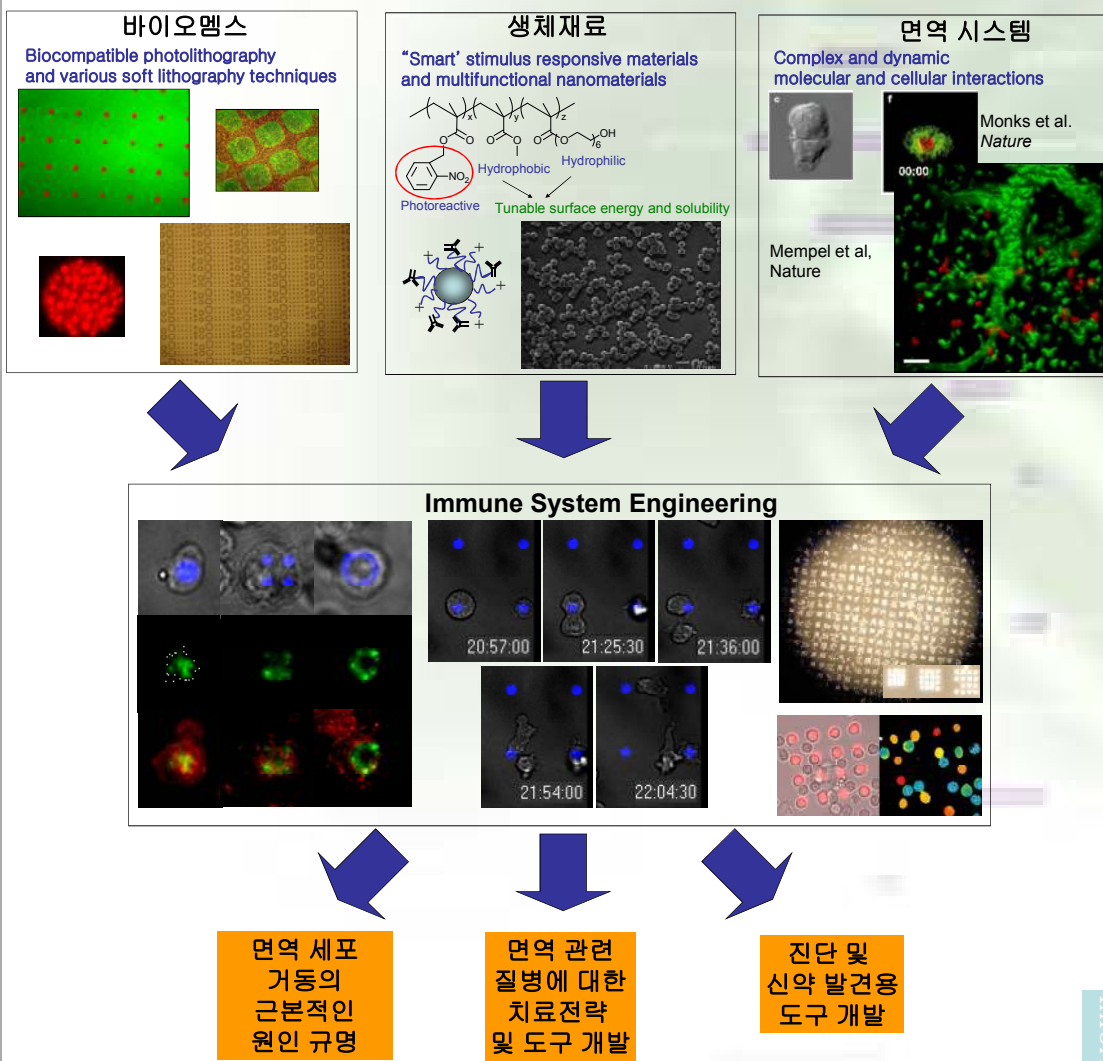 바이오멤스
Biocompatible photolithography
and various soft lithography techniques
생체재료
“Smart’ stimulus responsive materials
and multifunctional nanomaterials
x
y
z
O
O
O
O
O
O
6
OH
NO2
Hydrophobic
Hydrophilic
Photoreactive
Tunable surface energy and solubility
+
+
+
+
+
면역 시스템
Complex and dynamic
molecular and cellular interactions
e
f
00:00
Monks et al.
Nature
Mempel et al,
Nature
Immune System Engineering
20:57:00
21:25:30
21:36:00
21:54:00
22:04:30
면역 세포
거동의
근본적인
원인 규명
면역 관련
질병에 대한
치료전략
및 도구 개발
진단 및
신약 발견용
도구 개발